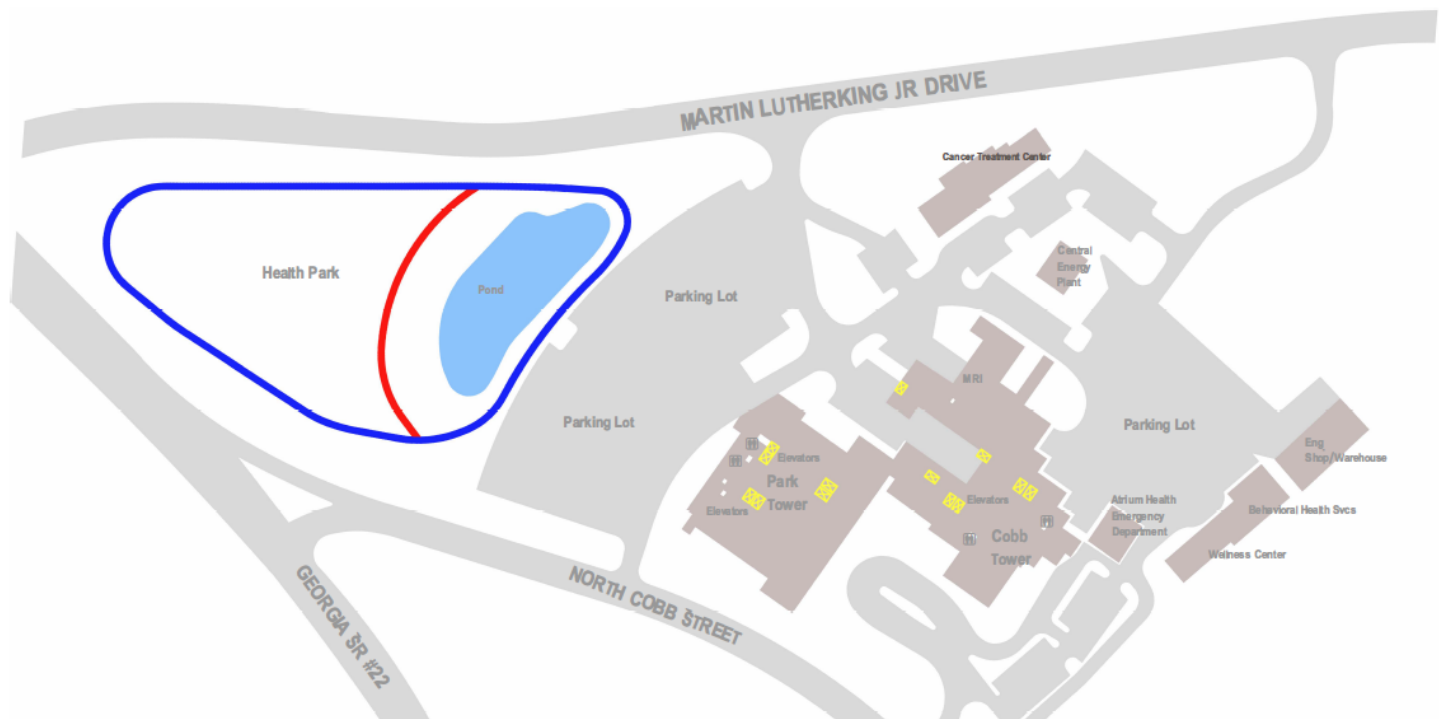 MARTIN LUTHERKING JR DRIVE
Cancer Treatment Center
Central
Energy
Plant
Health Park
Pond
Parking Lot
MRI
Parking Lot
Parking Lot
Eng
Shop/Warehouse
Elevators
Park
Tower
Elevators
Elevators
Atrium Health
Emergency
Department
Behavioral Health Svcs
Cobb
Tower
Wellness Center
NORTH COBB STREET
GEORGIA SR #22